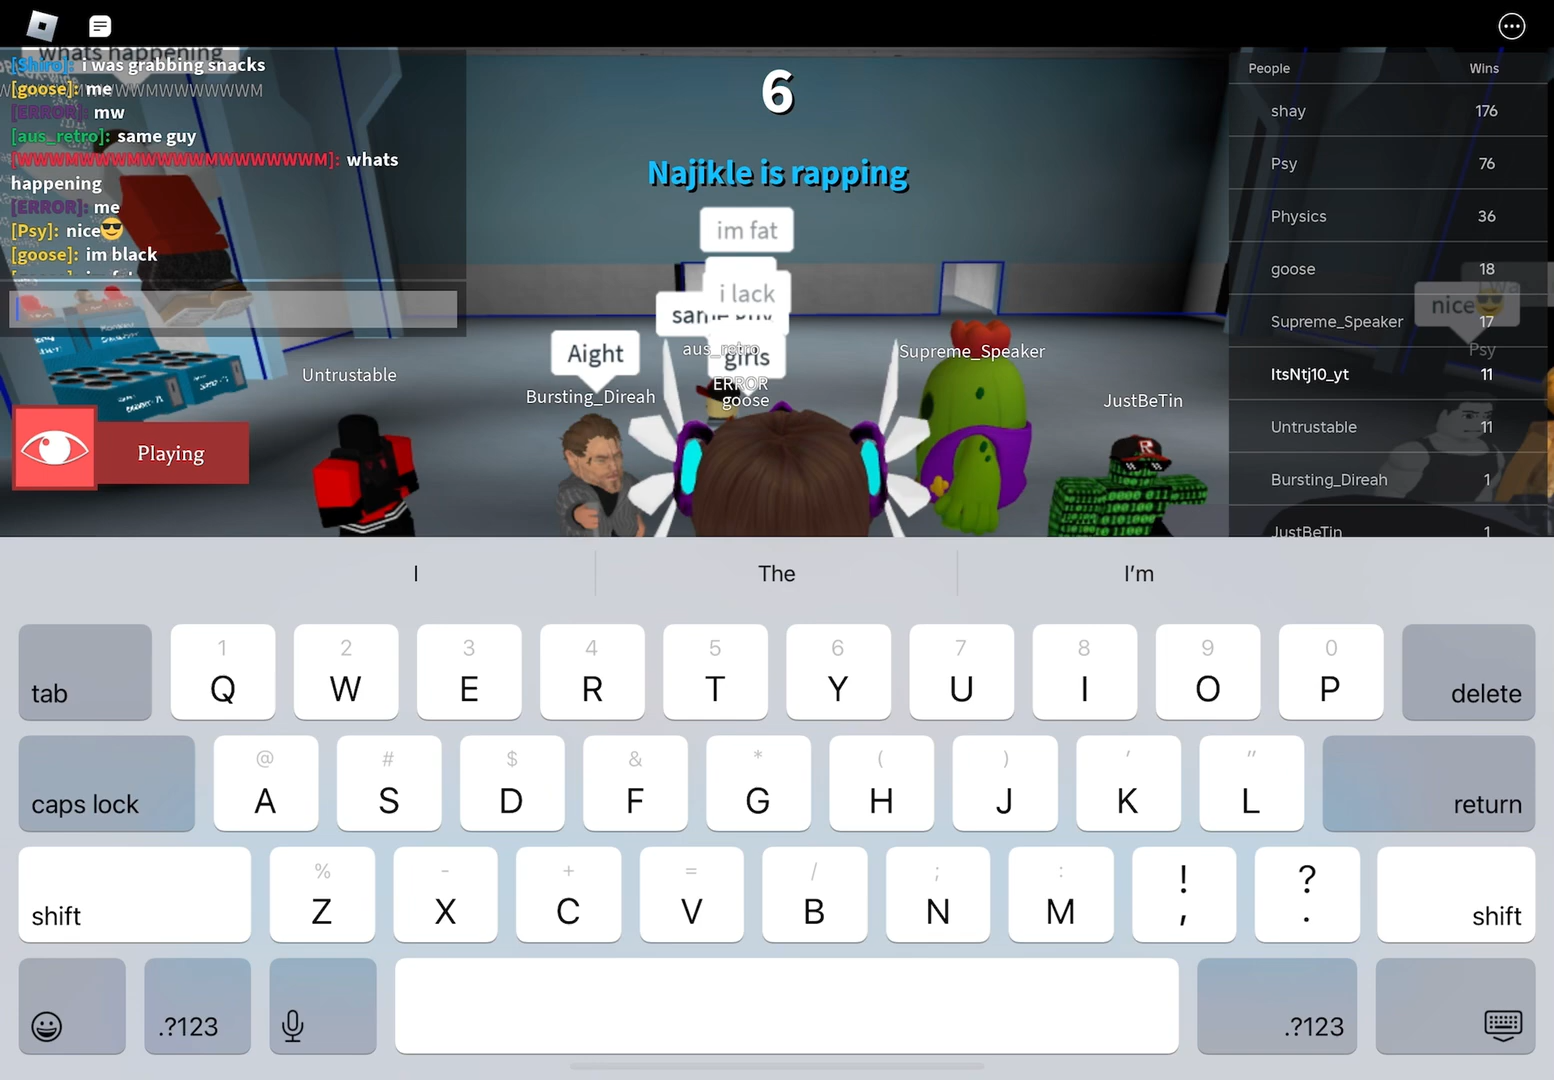 whats happening
[Shiro]: i was grabbing snacks
[goose]: me
[ERROR]: mw
[aus_retro]: same guy
[WWWMWWWMWWWWMWWWWWWM]: whats
happening
[ERROR]: me
[Psy]: nice😎
[goose]: im black
6
Najikle is rapping
im fat
i lack
same guy
girls
Aight
aus_retro
ERROR
goose
Bursting_Direah
Untrustable
Supreme_Speaker
JustBeTin
nice😎
Psy
Playing
People Wins
shay 176
Psy 76
Physics 36
goose 18
Supreme_Speaker 17
ItsNtj10_yt 11
Untrustable 11
Bursting_Direah 1
JustBeTin 1
I The I'm
1 2 3 4 5 6 7 8 9 0
tab Q W E R T Y U I O P delete
@ # $ & * ( ) ' "
caps lock A S D F G H J K L return
% - + = / ; : ! ?
shift Z X C V B N M , . shift
.?123 .?123